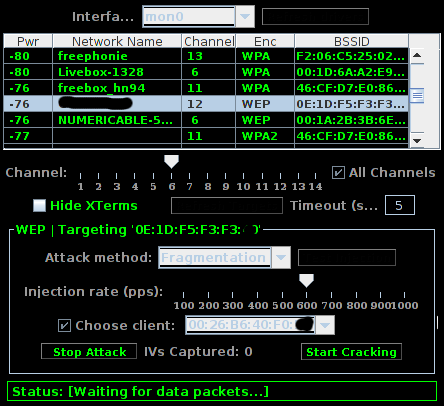 Interfa... mon0
Pwr Network Name Channel Enc BSSID
-80 freephonie 13 WPA F2:06:C5:25:02...
-80 Livebox-1328 6 WPA 00:1D:6A:A2:E9...
-76 freebox_hn94 11 WPA 46:CF:D7:E0:86...
-76 12 WEP 0E:1D:F5:F3:F3...
-76 NUMERICABLE-5... 6 WEP 00:1A:2B:3B:6E...
-77 11 WPA2 46:CF:D7:E0:86...
Channel: 1 2 3 4 5 6 7 8 9 10 11 12 13 14 All Channels
Hide XTerms Timeout (s... 5
WEP | Targeting '0E:1D:F5:F3:F3: 0'
Attack method: Fragmentation
Injection rate (pps): 100 200 300 400 500 600 700 800 900 1000
Choose client: 00:26:B6:40:F0:
Stop Attack IVs Captured: 0 Start Cracking
Status: [Waiting for data packets...]